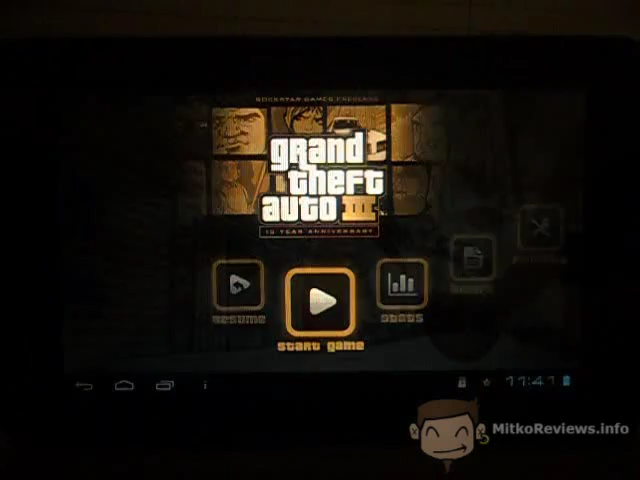 ROCKSTAR GAMES PRESENTS
grand
theft
auto III
10 YEAR ANNIVERSARY
resume
start game
stats
11:41
MitkoReviews.info